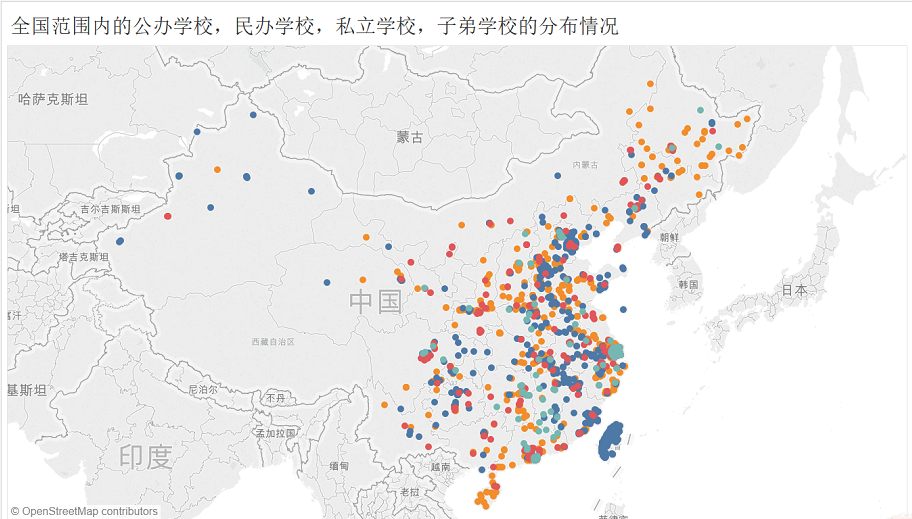 全国范围内的公办学校，民办学校，私立学校，子弟学校的分布情况
哈萨克斯坦
蒙古
内蒙古
吉尔吉斯斯坦
塔吉克斯坦
朝鲜
韩国
日本
中国
西藏自治区
尼泊尔
不丹
孟加拉国
印度
缅甸
越南
老挝
© OpenStreetMap contributors